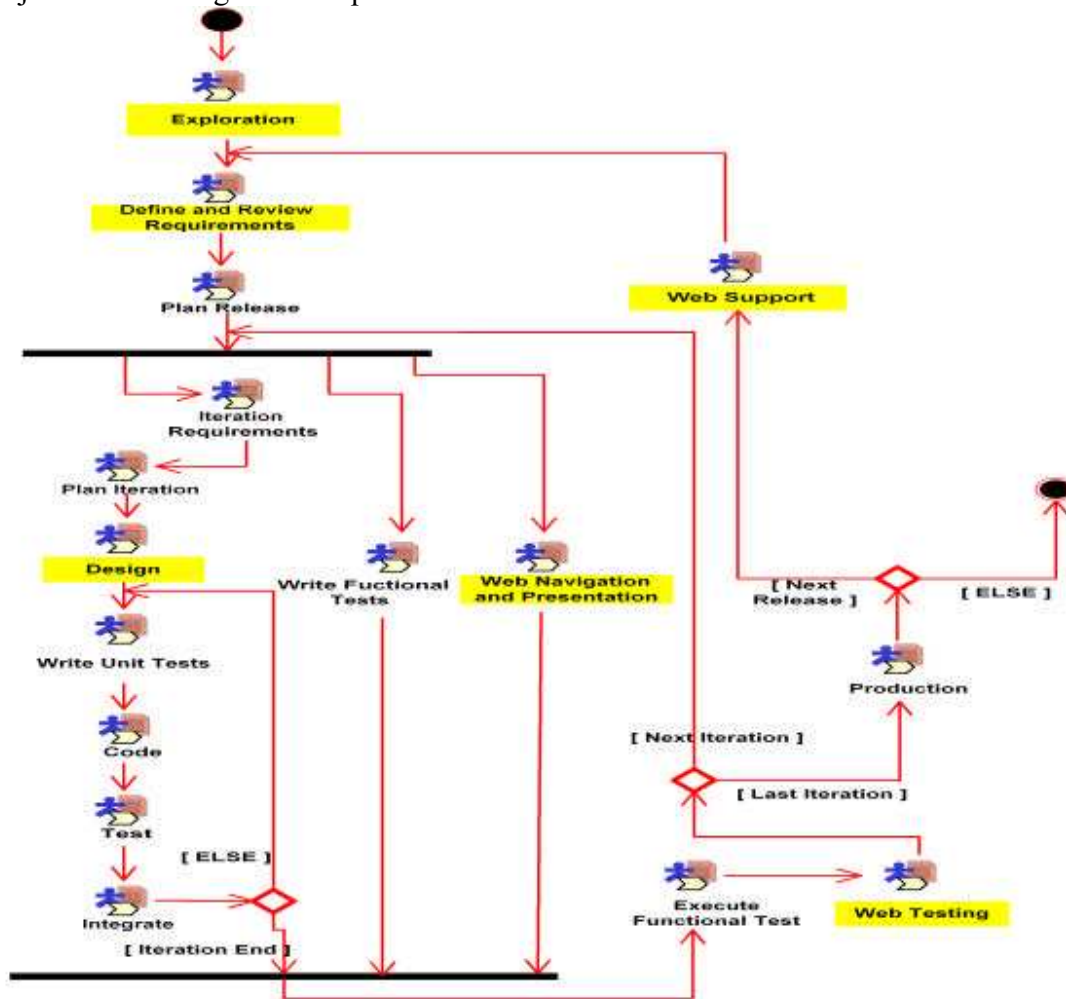 Exploration
Define and Review
Requirements
Plan Release
Web Support
Iteration
Requirements
Plan Iteration
Design
Write Fuctional
Tests
Web Navigation
and Presentation
[ Next
Release ]
[ ELSE ]
Write Unit Tests
Production
Code
[ Next Iteration ]
[ Last Iteration ]
Test
[ ELSE ]
Integrate
Execute
Functional Test
Web Testing
[ Iteration End ]